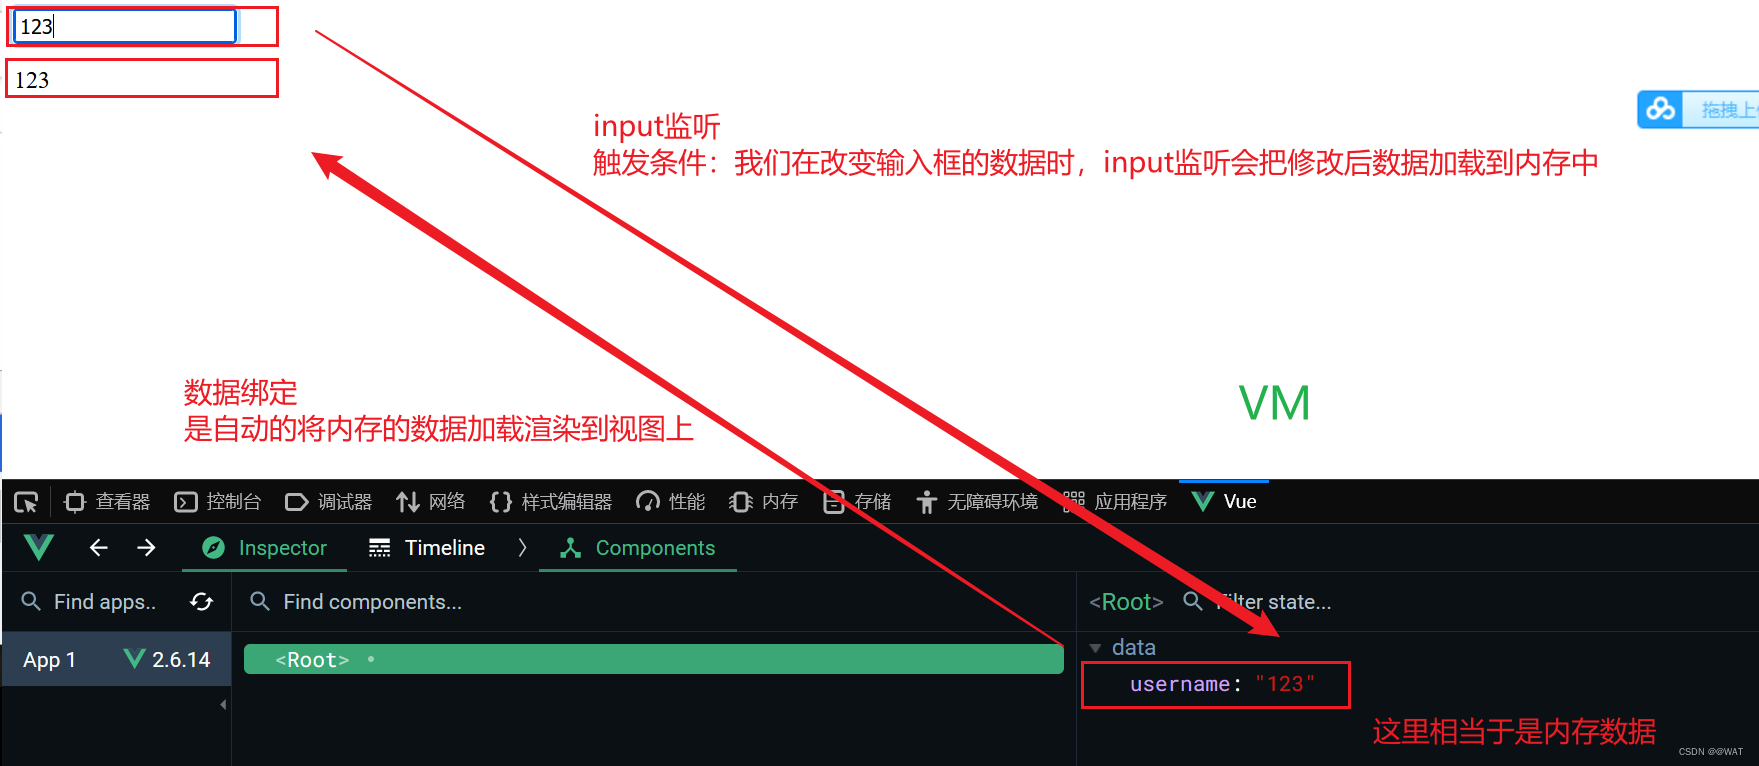 123
123
拖拽上
input监听
触发条件：我们在改变输入框的数据时，input监听会把修改后数据加载到内存中
数据绑定
是自动的将内存的数据加载渲染到视图上
VM
查看器 控制台 调试器 网络 样式编辑器 性能 内存 存储 无障碍环境 应用程序 Vue
Inspector Timeline Components
Find apps.. Find components... <Root> Filter state...
App 1 2.6.14 <Root> data
username: "123"
这里相当于是内存数据
CSDN @@WAT